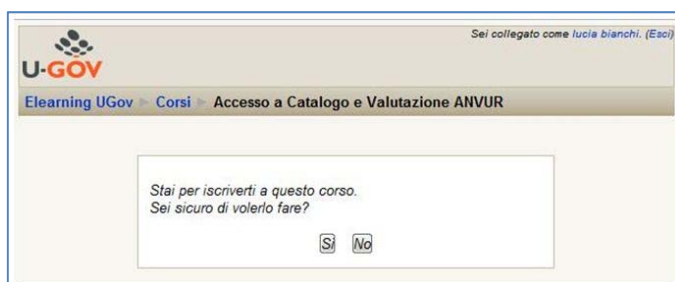 Sei collegato come lucia bianchi. (Esci)
U-GOV
Elearning UGov ► Corsi ► Accesso a Catalogo e Valutazione ANVUR
Stai per iscriverti a questo corso.
Sei sicuro di volerlo fare?
Sì No